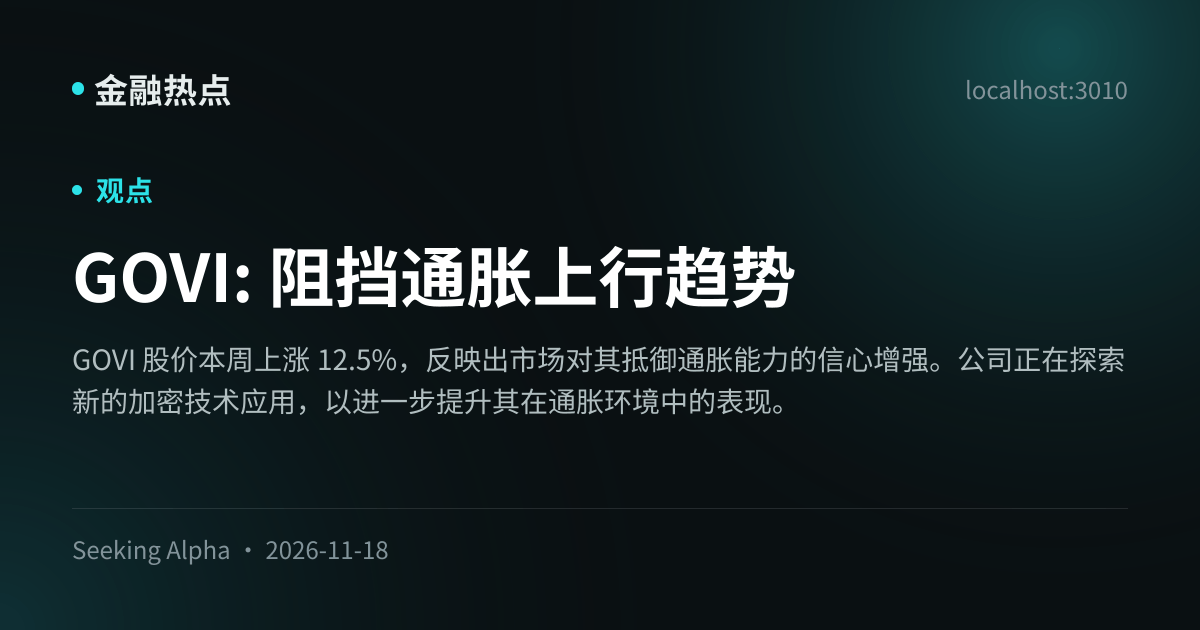 金融热点
localhost:3010
观点
GOVI: 阻挡通胀上行趋势
GOVI 股价本周上涨 12.5%，反映出市场对其抵御通胀能力的信心增强。公司正在探索
新的加密技术应用，以进一步提升其在通胀环境中的表现。
Seeking Alpha · 2026-11-18